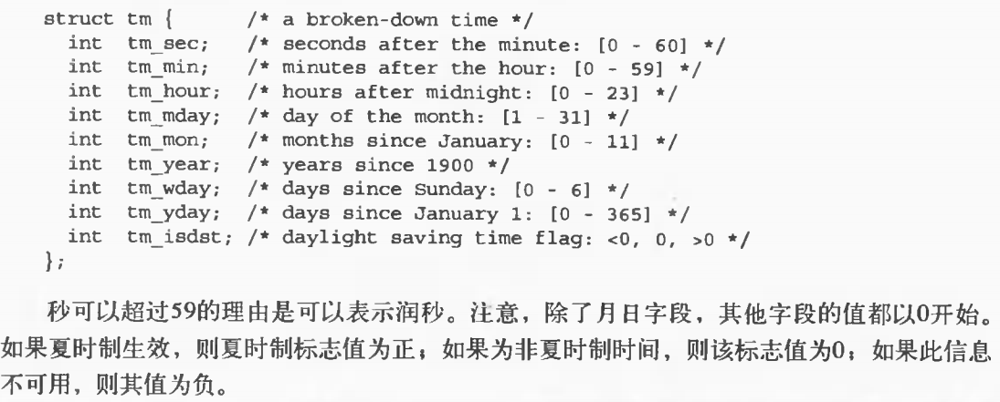 struct tm {        /* a broken-down time */
  int  tm_sec;   /* seconds after the minute: [0 - 60] */
  int  tm_min;   /* minutes after the hour: [0 - 59] */
  int  tm_hour;  /* hours after midnight: [0 - 23] */
  int  tm_mday;  /* day of the month: [1 - 31] */
  int  tm_mon;   /* months since January: [0 - 11] */
  int  tm_year;  /* years since 1900 */
  int  tm_wday;  /* days since Sunday: [0 - 6] */
  int  tm_yday;  /* days since January 1: [0 - 365] */
  int  tm_isdst; /* daylight saving time flag: <0, 0, >0 */
};
秒可以超过59的理由是可以表示润秒。注意，除了月日字段，其他字段的值都以0开始。
如果夏时制生效，则夏时制标志值为正；如果为非夏时制时间，则该标志值为0；如果此信息
不可用，则其值为负。